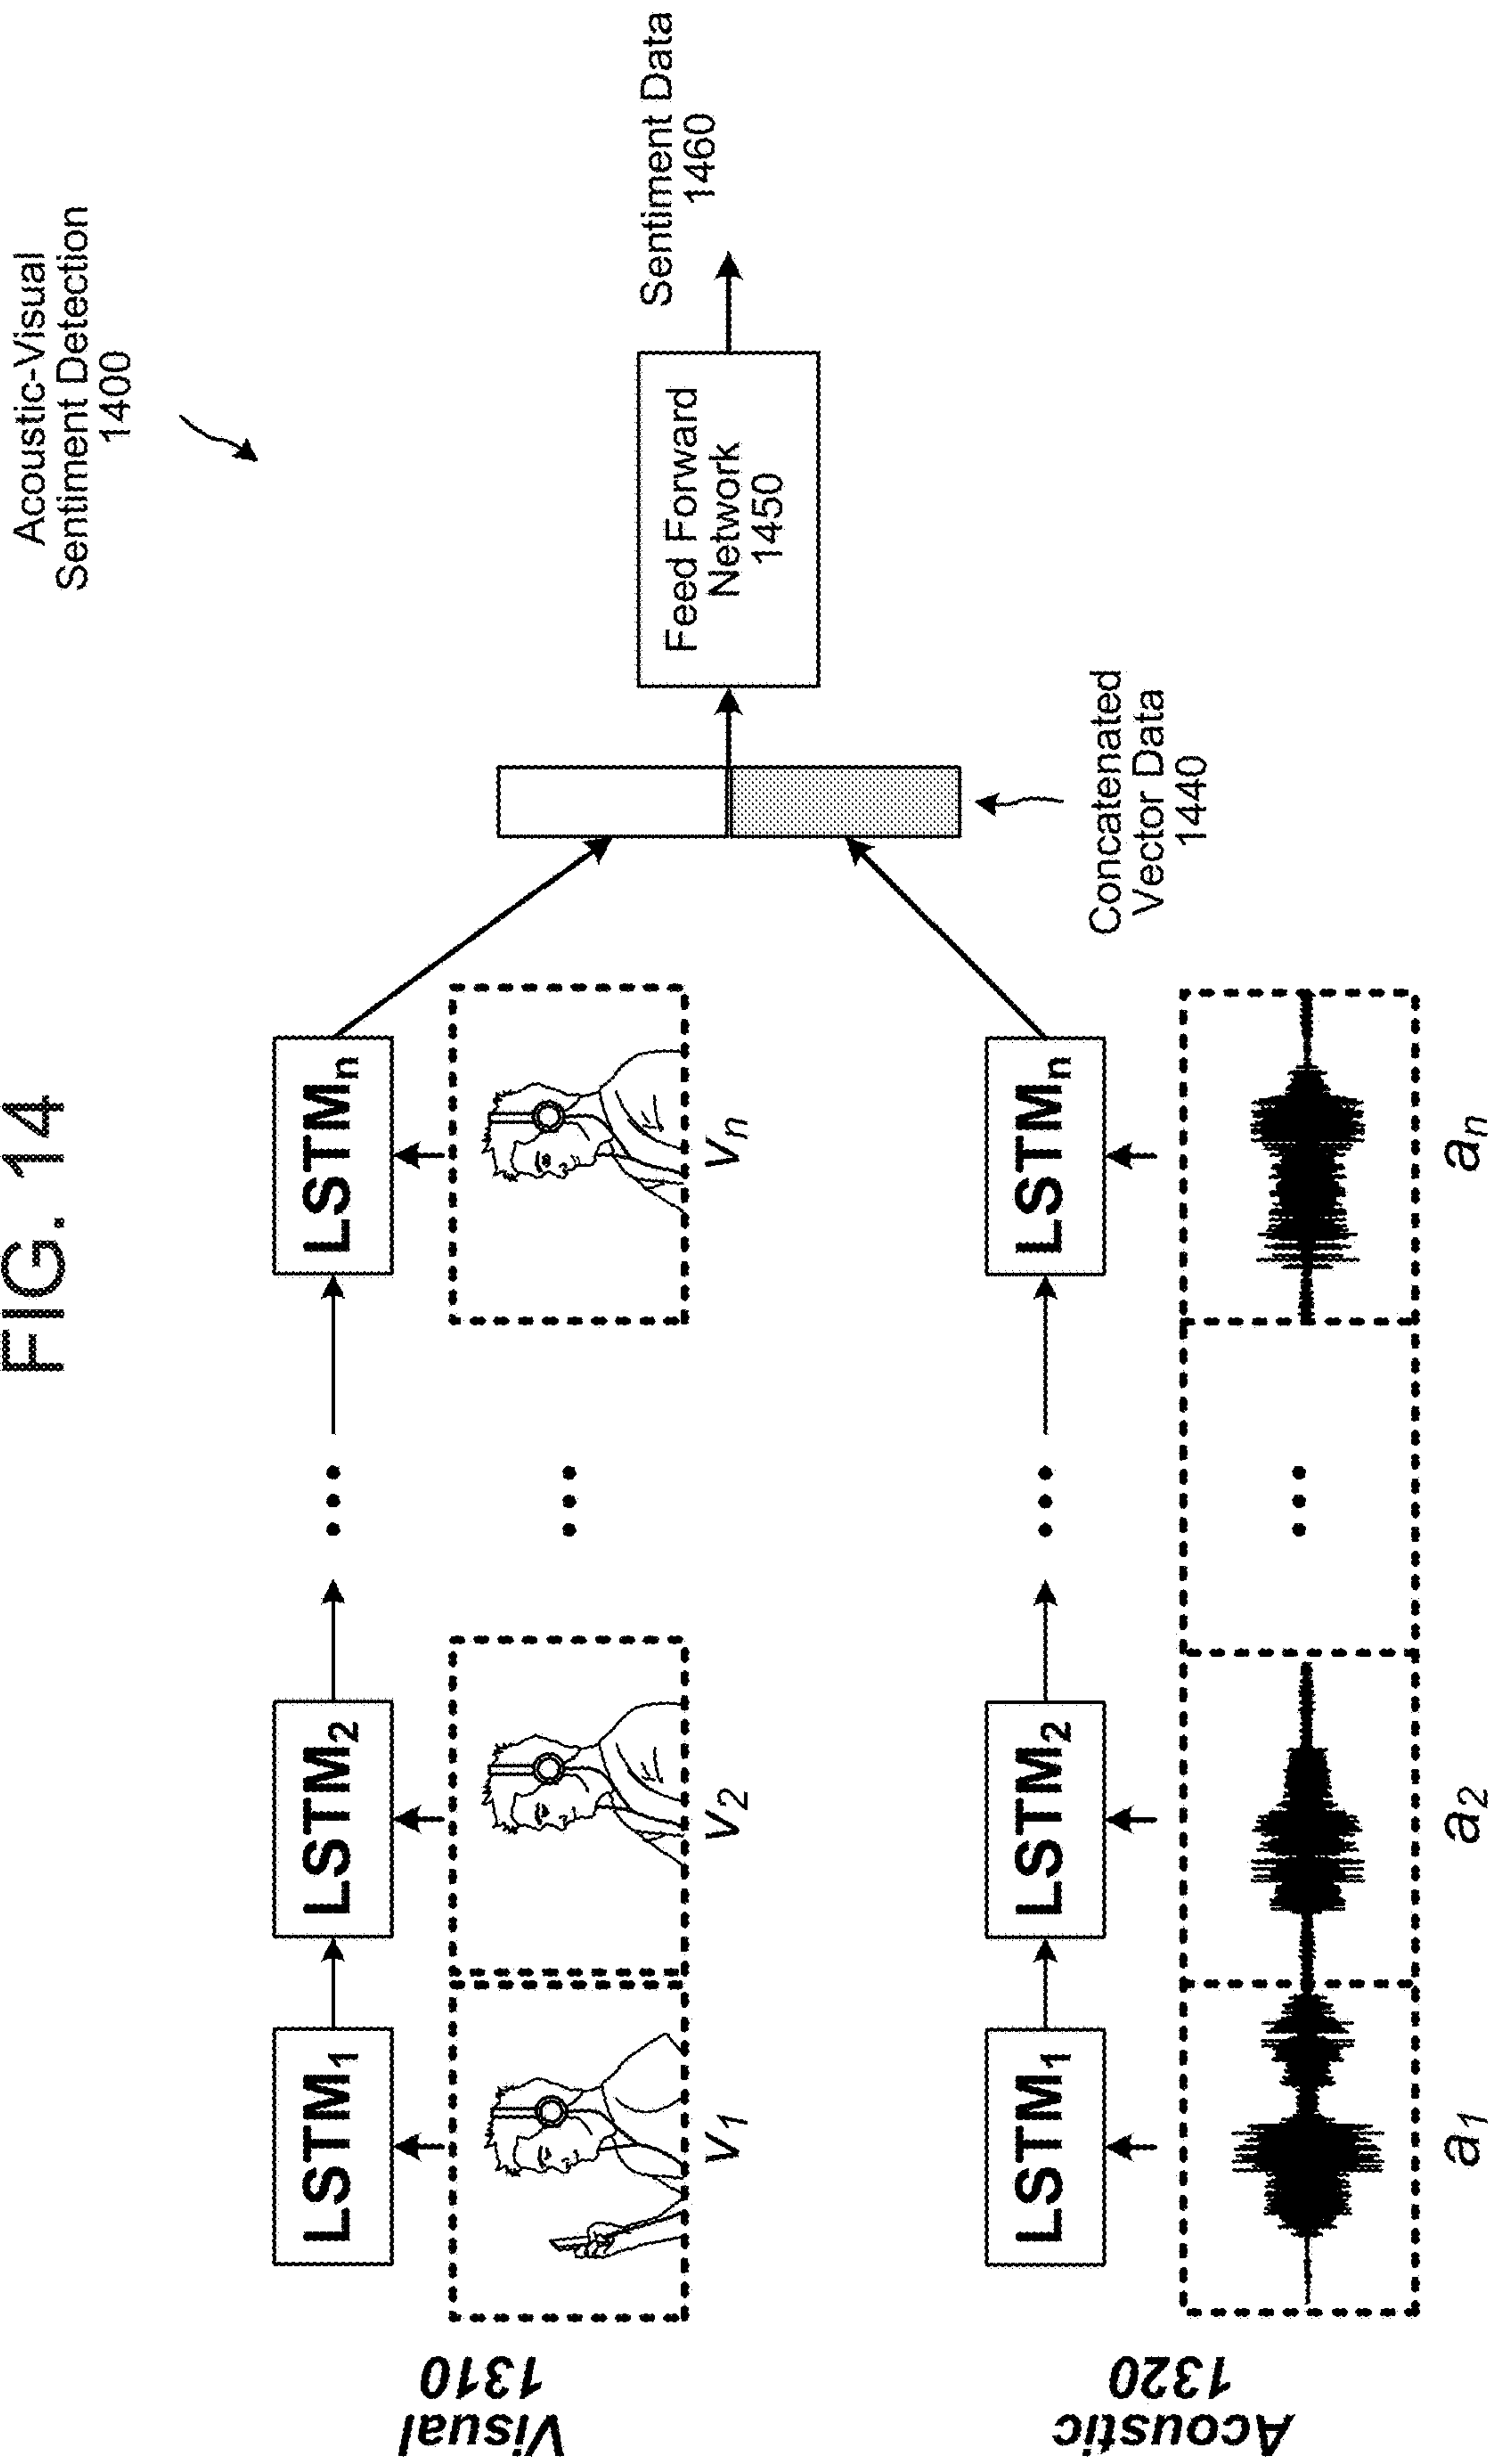 FIG. 14
Acoustic-Visual
Sentiment Detection
1400
Visual
1310
LSTM1
LSTM2
...
LSTMn
v1
v2
...
vn
Feed Forward
Network
1450
Sentiment Data
1460
Concatenated
Vector Data
1440
Acoustic
1320
LSTM1
LSTM2
...
LSTMn
...
a1
a2
an